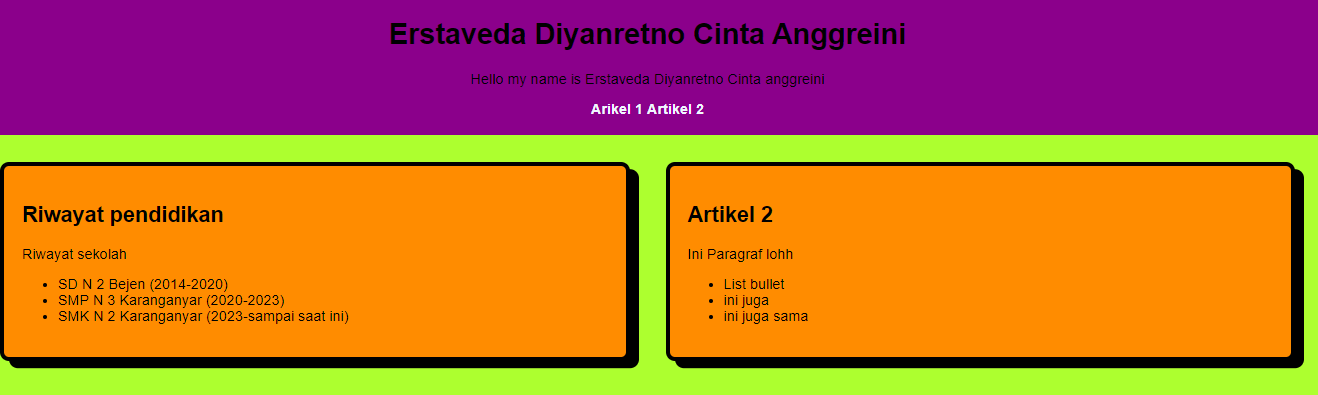 Erstaveda Diyanretno Cinta Anggreini
Hello my name is Erstaveda Diyanretno Cinta anggreini
Arikel 1 Artikel 2
Riwayat pendidikan
Riwayat sekolah
• SD N 2 Bejen (2014-2020)
• SMP N 3 Karanganyar (2020-2023)
• SMK N 2 Karanganyar (2023-sampai saat ini)
Artikel 2
Ini Paragraf lohh
• List bullet
• ini juga
• ini juga sama